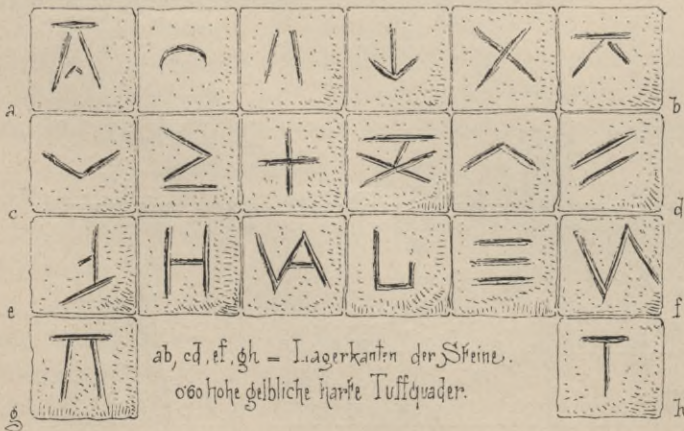 a b
c d
e f
g h
ab, cd, ef, gh = Lagerkanten der Steine.
0·60 hohe gelbliche harte Tuffquader.